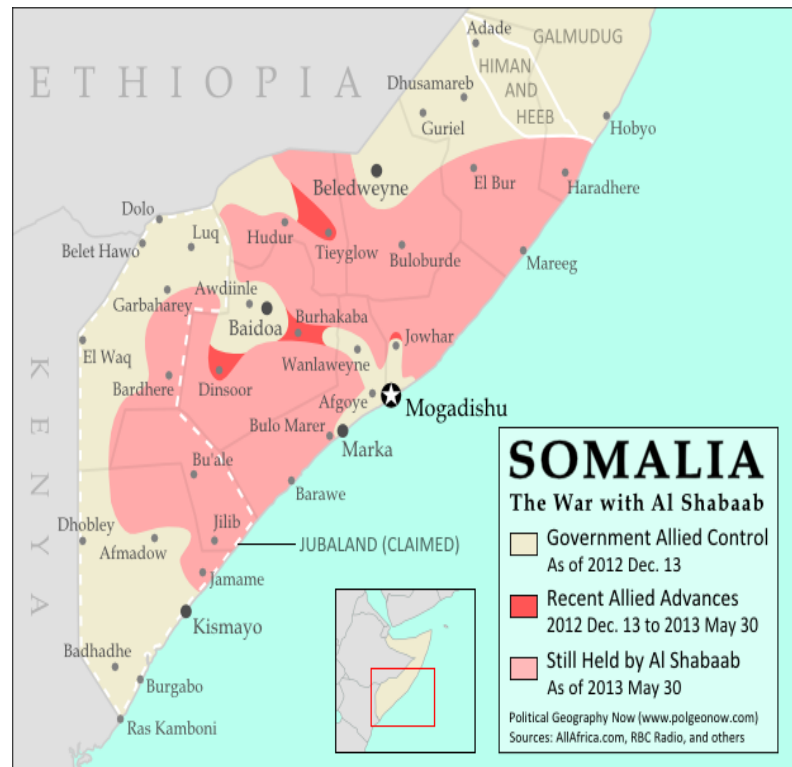 Adade
GALMUDUG
HIMAN
AND
HEEB
ETHIOPIA
Dhusamareb
Guriel
Hobyo
Beledweyne
El Bur
Haradhere
Dolo
Luq
Hudur
Tieyglow
Buloburde
Mareeg
Belet Hawo
Garbaharey
Awdiinle
Baidoa
Burhakaba
Jowhar
El Waq
Wanlaweyne
Bardhere
Dinsoor
Afgoye
Mogadishu
KENYA
Bulo Marer
Marka
Bu'ale
Barawe
Dhobley
Afmadow
Jilib
JUBALAND (CLAIMED)
Jamame
Kismayo
Badhadhe
Burgabo
Ras Kamboni
SOMALIA
The War with Al Shabaab
Government Allied Control
As of 2012 Dec. 13
Recent Allied Advances
2012 Dec. 13 to 2013 May 30
Still Held by Al Shabaab
As of 2013 May 30
Political Geography Now (www.polgeonow.com)
Sources: AllAfrica.com, RBC Radio, and others